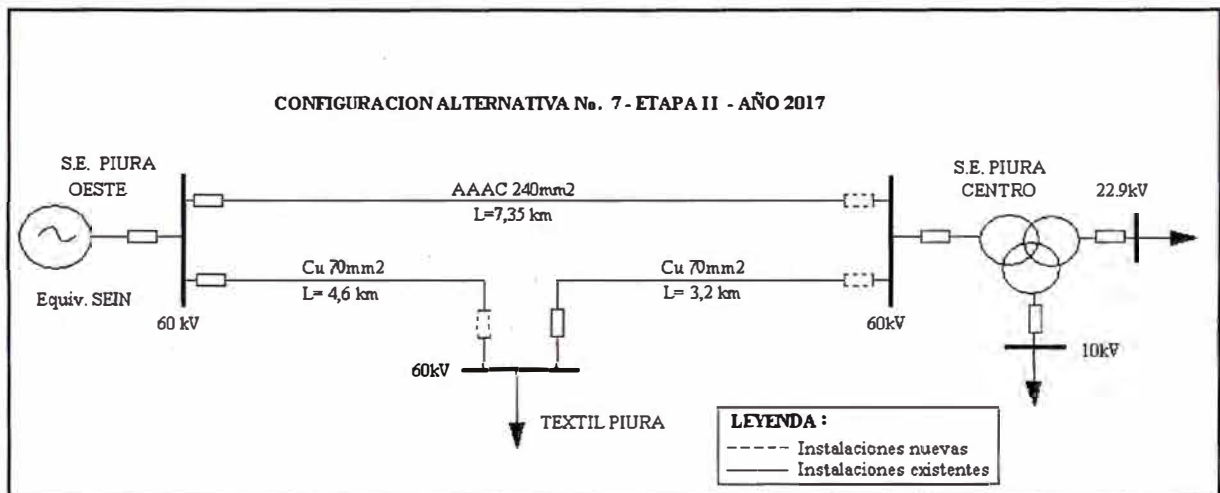 CONFIGURACION ALTERNATIVA No. 7 - ETAPA II - AÑO 2017
S.E. PIURA
OESTE
AAAC 240mm2
L=7,35 km
S.E. PIURA
CENTRO
22.9kV
Cu 70mm2
L= 4,6 km
Cu 70mm2
L= 3,2 km
Equiv. SEIN
60 kV
60kV
10kV
60kV
TEXTIL PIURA
LEYENDA :
Instalaciones nuevas
Instalaciones existentes